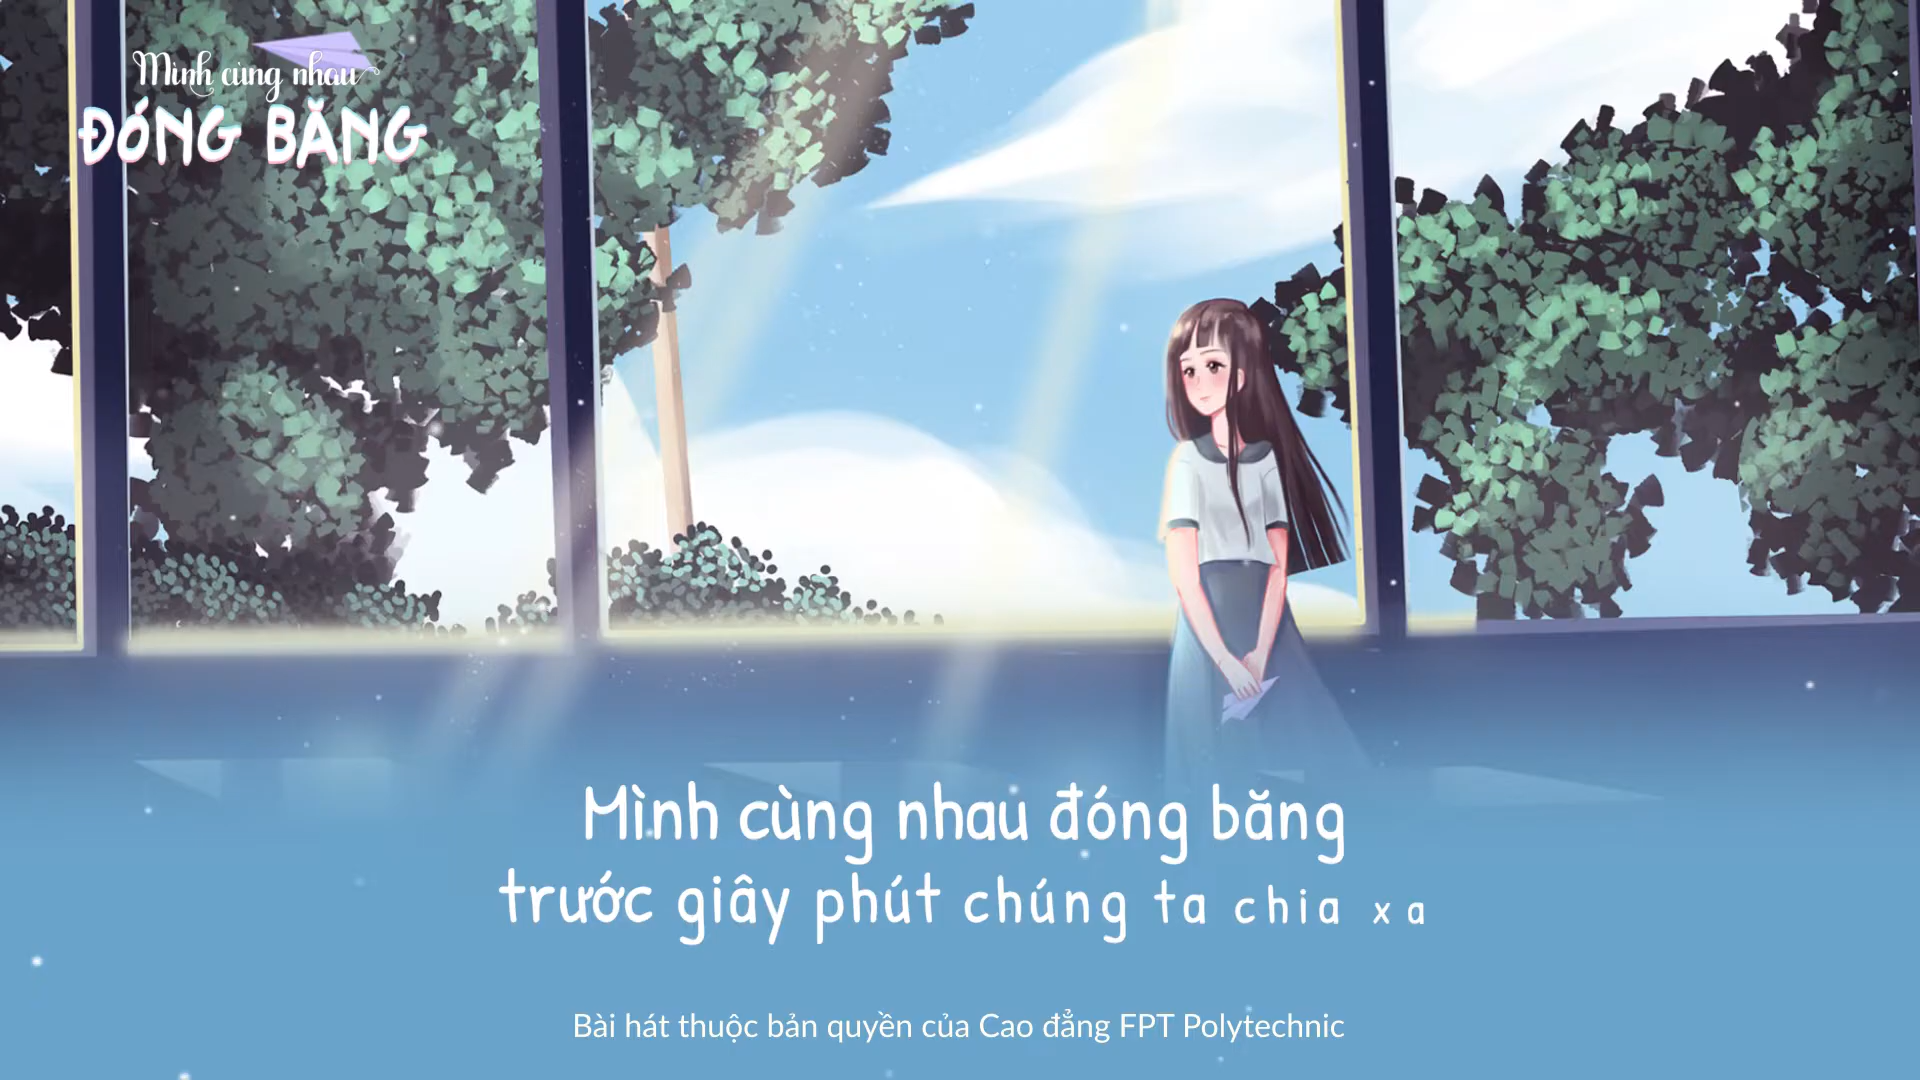 Mình cùng nhau
ĐÓNG BĂNG
Mình cùng nhau đóng băng
trước giây phút chúng ta chia xa
Bài hát thuộc bản quyền của Cao đẳng FPT Polytechnic